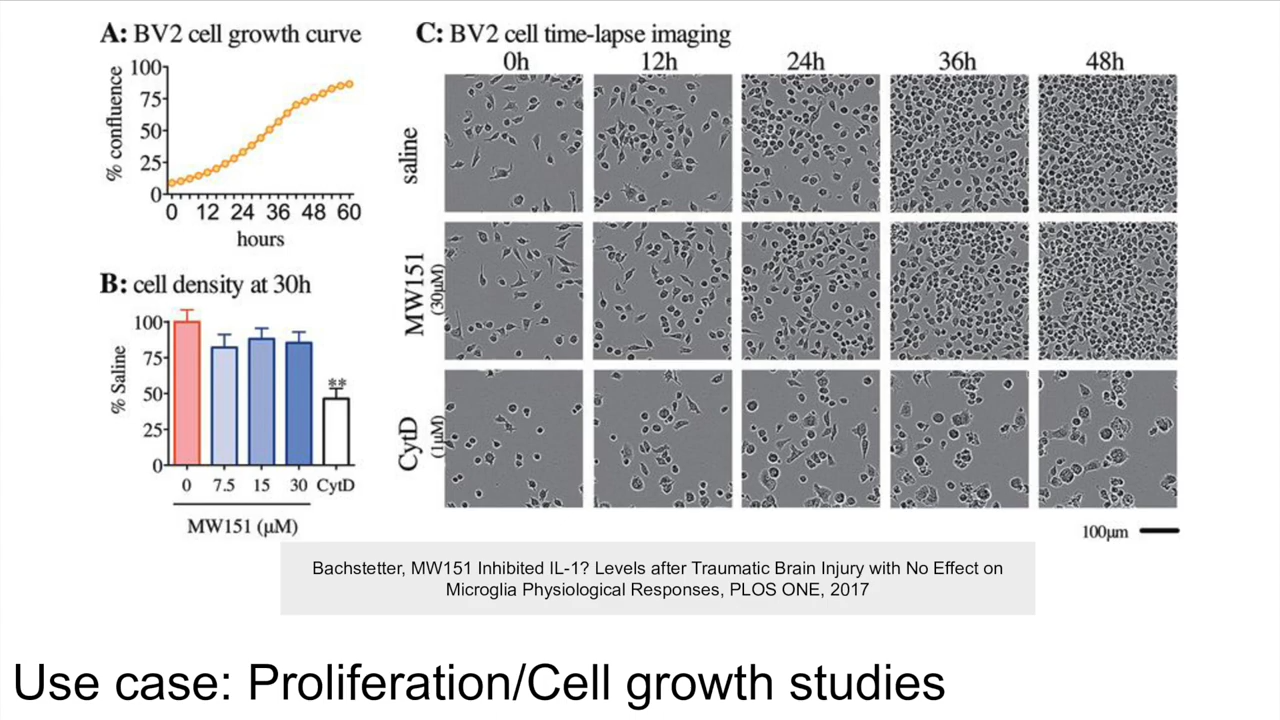 A: BV2 cell growth curve
100
75
50
25
0
% confluence
0 12 24 36 48 60
hours
B: cell density at 30h
100
75
50
25
0
% Saline
**
0 7.5 15 30 CytD
MW151 (μM)
C: BV2 cell time-lapse imaging
0h 12h 24h 36h 48h
saline
MW151
(30μM)
CytD
(1μM)
100μm
Bachstetter, MW151 Inhibited IL-1? Levels after Traumatic Brain Injury with No Effect on
Microglia Physiological Responses, PLOS ONE, 2017
Use case: Proliferation/Cell growth studies